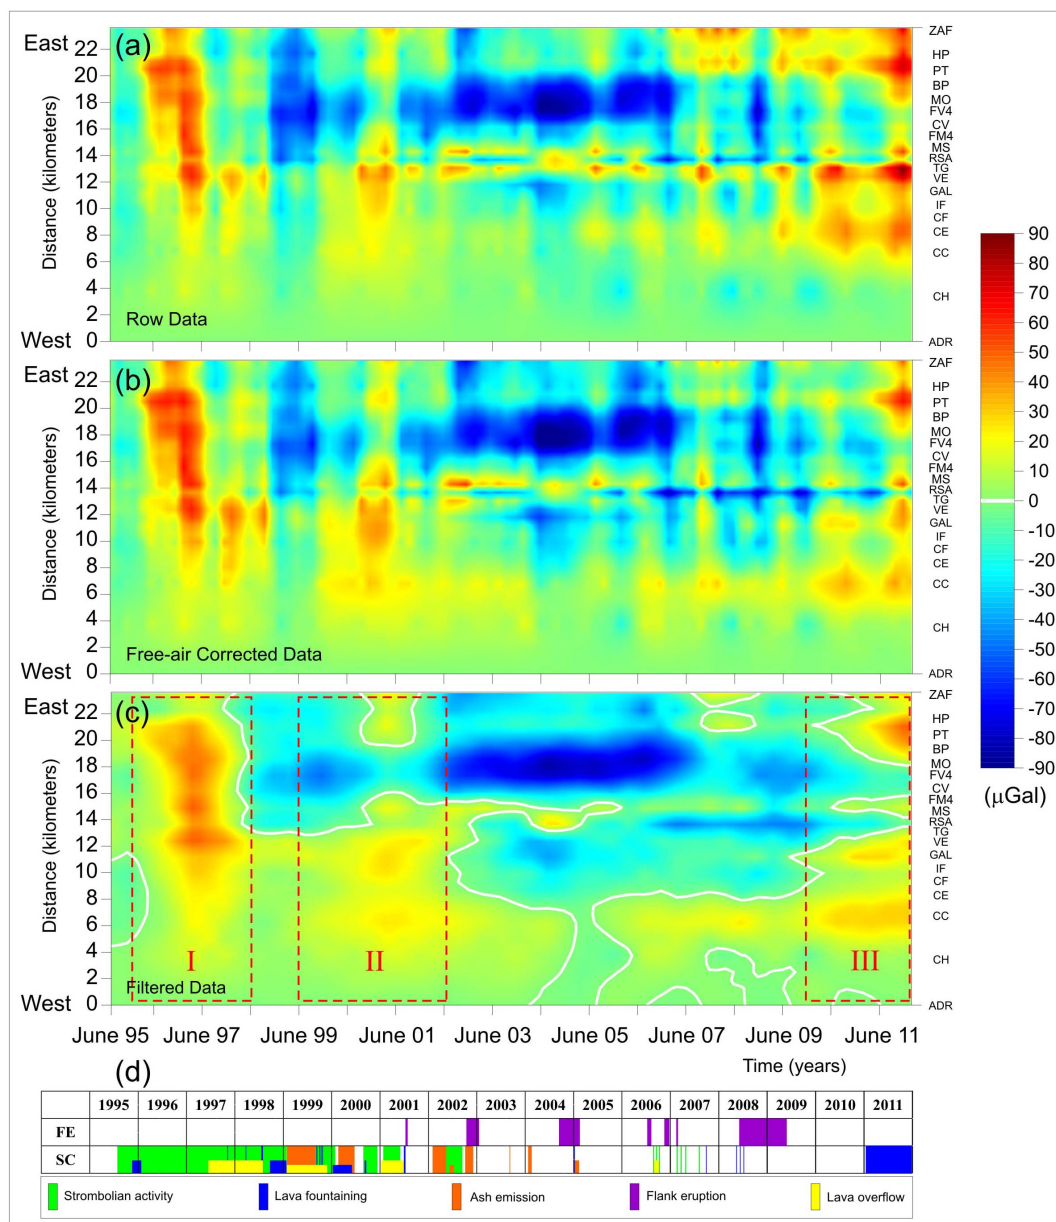 East
(a)
22
20
18
16
14
12
10
8
6
4
2
West 0
Distance (kilometers)
Row Data
ZAF
HP
PT
BP
MO
FV4
CV
FM4
MS
RSA
TG
VE
GAL
IF
CF
CE
CC
CH
ADR
East
(b)
22
20
18
16
14
12
10
8
6
4
2
West 0
Distance (kilometers)
Free-air Corrected Data
ZAF
HP
PT
BP
MO
FV4
CV
FM4
MS
RSA
TG
VE
GAL
IF
CF
CE
CC
CH
ADR
East
(c)
22
20
18
16
14
12
10
8
6
4
2
West 0
Distance (kilometers)
I
II
III
Filtered Data
ZAF
HP
PT
BP
MO
FV4
CV
FM4
MS
RSA
TG
VE
GAL
IF
CF
CE
CC
CH
ADR
90
80
70
60
50
40
30
20
10
0
-10
-20
-30
-40
-50
-60
-70
-80
-90
(μGal)
June 95 June 97 June 99 June 01 June 03 June 05 June 07 June 09 June 11
Time (years)
(d)
1995 1996 1997 1998 1999 2000 2001 2002 2003 2004 2005 2006 2007 2008 2009 2010 2011
FE
SC
Strombolian activity Lava fountaining Ash emission Flank eruption Lava overflow